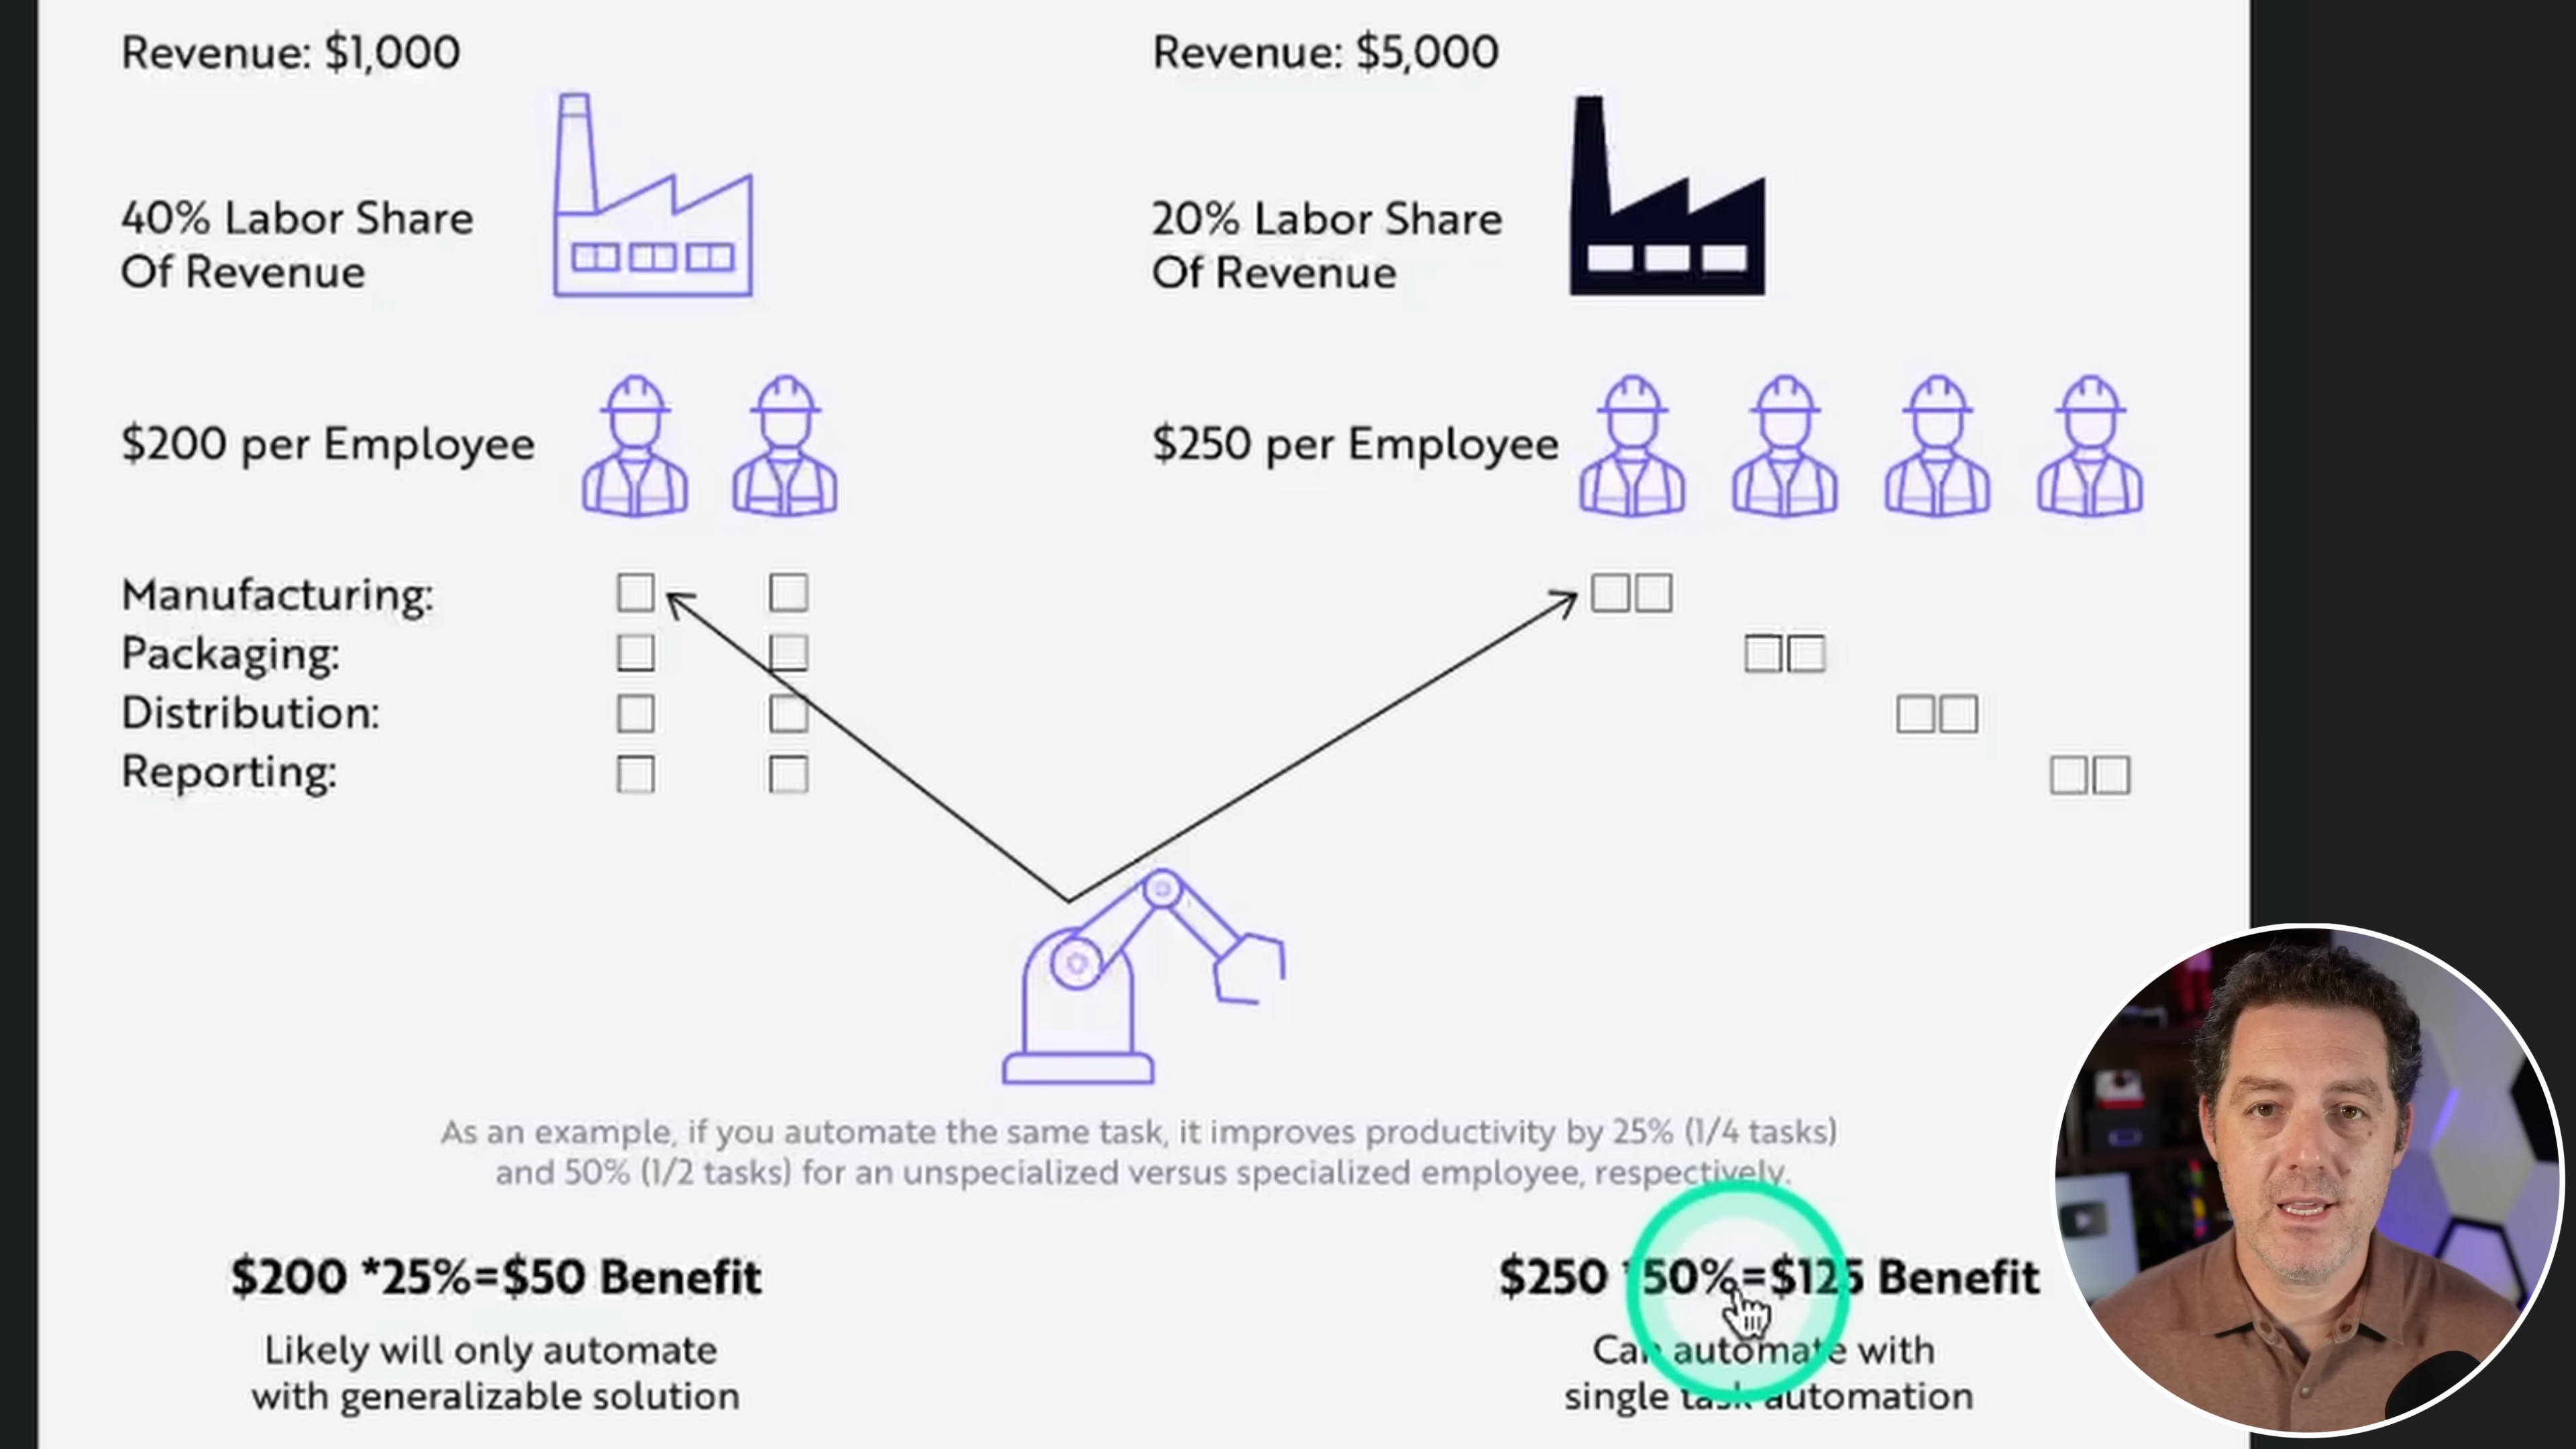 Revenue: $1,000
Revenue: $5,000
40% Labor Share
Of Revenue
20% Labor Share
Of Revenue
$200 per Employee
$250 per Employee
Manufacturing:
Packaging:
Distribution:
Reporting:
As an example, if you automate the same task, it improves productivity by 25% (1/4 tasks)
and 50% (1/2 tasks) for an unspecialized versus specialized employee, respectively.
$200 *25%=$50 Benefit
$250 *50%=$125 Benefit
Likely will only automate
with generalizable solution
Can automate with
single task automation